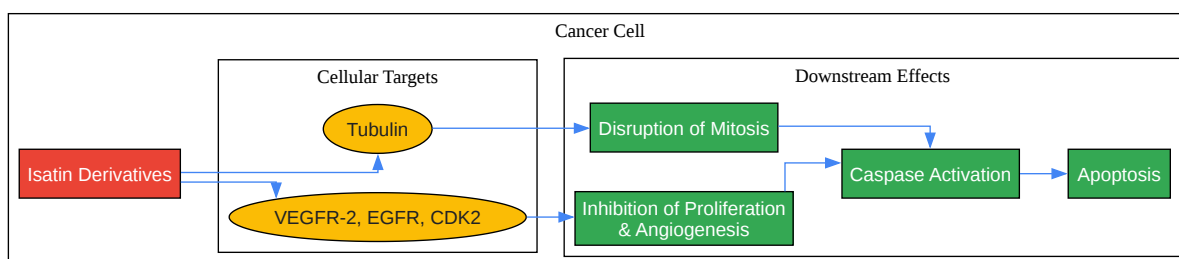 Cancer Cell
Cellular Targets
Downstream Effects
Tubulin
Disruption of Mitosis
Isatin Derivatives
Caspase Activation
Apoptosis
VEGFR-2, EGFR, CDK2
Inhibition of Proliferation
& Angiogenesis